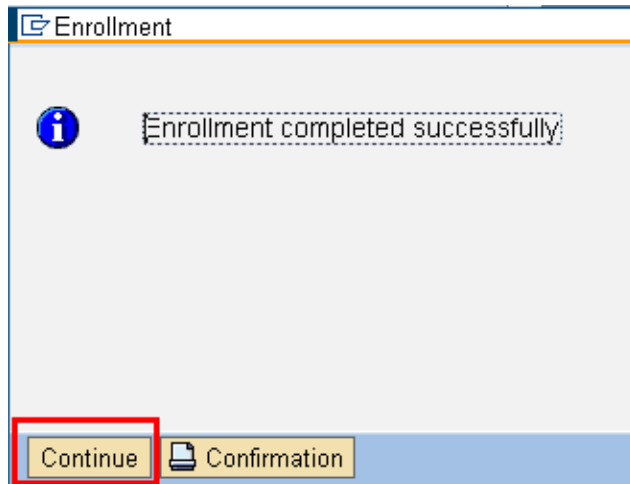 Enrollment
Enrollment completed successfully
Continue
Confirmation